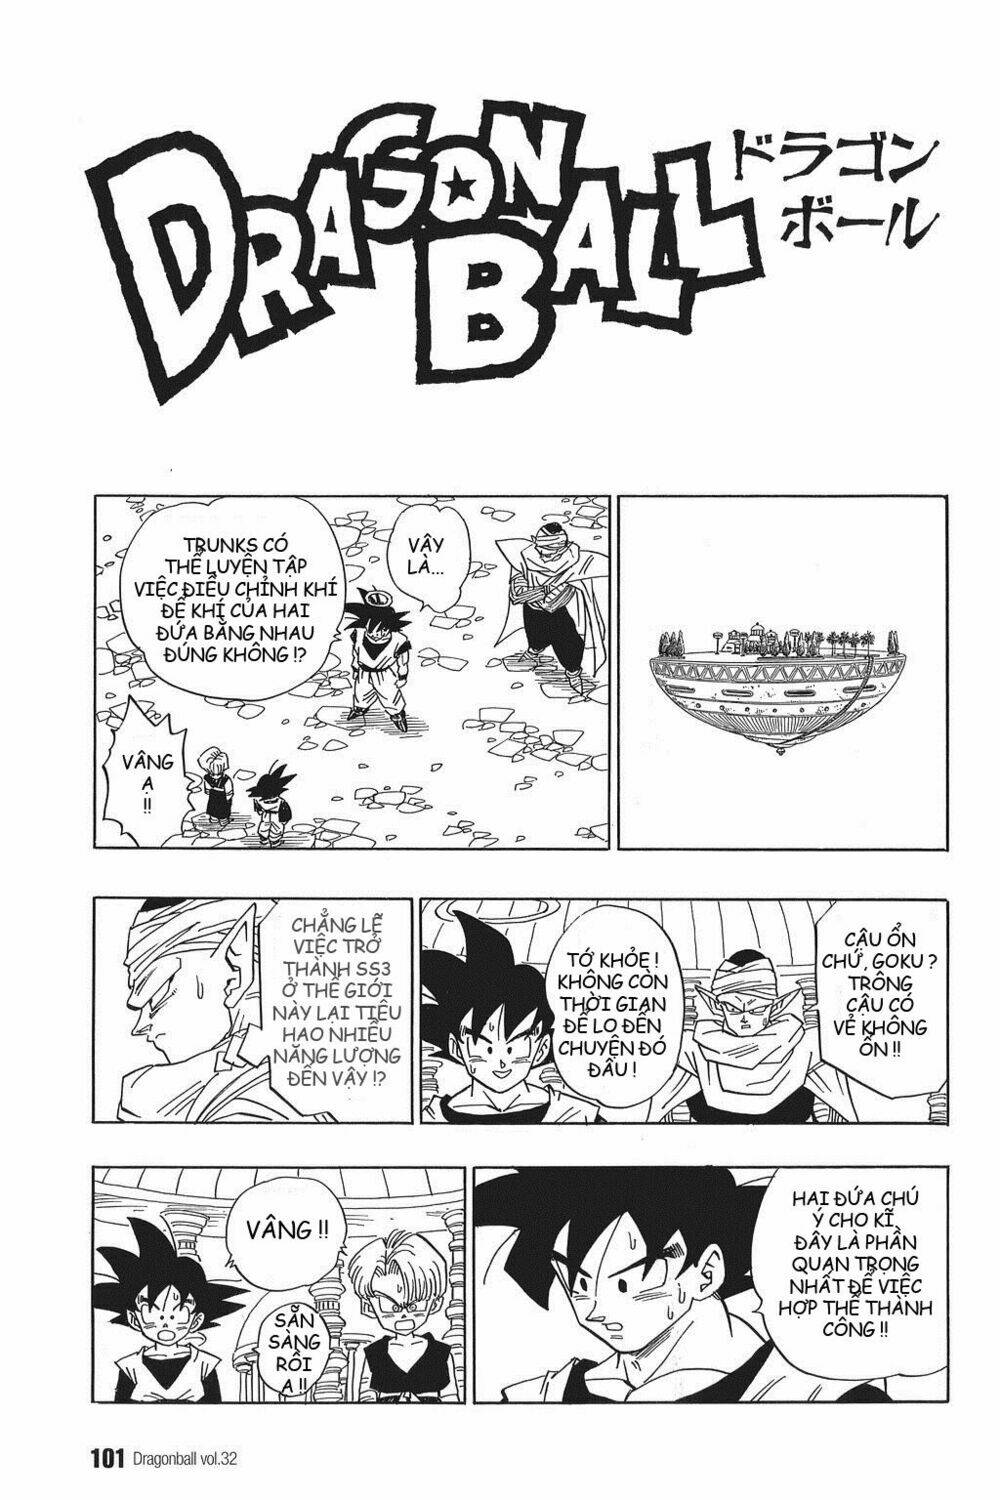 DRAGON BALL
ドラゴン
ボール
VẬY
LÀ...
TRUNKS CÓ
THỂ LUYỆN TẬP
VIỆC ĐIỀU CHỈNH KHÍ
ĐỂ KHÍ CỦA HAI
ĐỨA BẰNG NHAU
ĐÚNG KHÔNG !?
VÂNG
Ạ !!
CÂU ỔN
CHỨ, GOKU ?
TRÔNG
CẬU CÓ
VẺ KHÔNG
ỔN !!
TỚ KHỎE !
KHÔNG CÒN
THỜI GIAN
ĐỂ LO ĐẾN
CHUYỆN ĐÓ
ĐÂU !
CHẲNG LẼ
VIỆC TRỞ
THÀNH SS3
Ở THẾ GIỚI
NÀY LẠI TIÊU
HAO NHIỀU
NĂNG LƯỢNG
ĐẾN VẬY !?
HAI ĐỨA CHÚ
Ý CHO KĨ,
ĐÂY LÀ PHẦN
QUAN TRỌNG
NHẤT ĐỂ VIỆC
HỢP THỂ THÀNH
CÔNG !!
VÂNG !!
SẴN
SÀNG
RỒI
Ạ !!
101 Dragonball vol.32